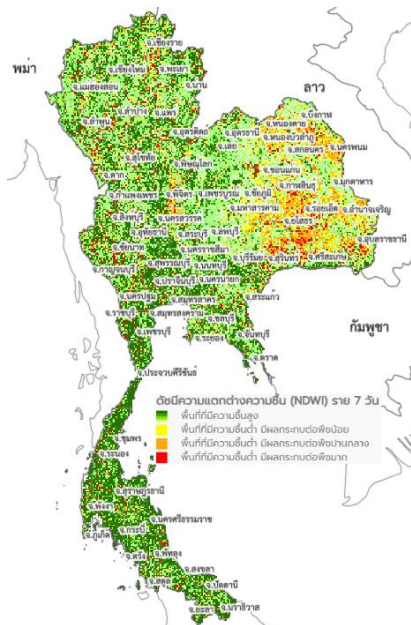 จ.เชียงราย
พม่า
จ.เชียงใหม่
จ.พะเยา
ลาว
จ.แม่ฮ่องสอน
จ.น่าน
จ.บึงกาฬ
จ.ลำปาง
จ.แพร่
จ.หนองคาย
จ.ลำพูน
จ.อุตรดิตถ์
จ.อุดรธานี
จ.หนองบัวลำภู
จ.เลย
จ.สกลนคร
จ.นครพนม
จ.สุโขทัย
จ.พิษณุโลก
จ.ขอนแก่น
จ.ตาก
จ.มุกดาหาร
จ.กำแพงเพชร
จ.พิจิตร
จ.เพชรบูรณ์
จ.ชัยภูมิ
จ.กาฬสินธุ์
จ.มหาสารคาม
จ.ร้อยเอ็ด
จ.อำนาจเจริญ
จ.สิงห์บุรี
จ.นครสวรรค์
จ.ยโสธร
จ.อุทัยธานี
จ.สระบุรี
จ.ลพบุรี
จ.อุบลราชธานี
จ.ชัยนาท
จ.นครราชสีมา
จ.บุรีรัมย์
จ.สุรินทร์
จ.ศรีสะเกษ
จ.สุพรรณบุรี
จ.นนทบุรี
จ.กาญจนบุรี
จ.ปราจีนบุรี
จ.นครนายก
จ.นครปฐม
จ.สมุทรสาคร
จ.สระแก้ว
จ.ราชบุรี
จ.สมุทรสงคราม
จ.ชลบุรี
กัมพูชา
จ.เพชรบุรี
จ.ระยอง
จ.จันทบุรี
จ.ตราด
จ.ประจวบคีรีขันธ์
ดัชนีความแตกต่างความชื้น (NDWI) ราย 7 วัน
พื้นที่ที่มีความชื้นสูง
พื้นที่ที่มีความชื้นต่ำ มีผลกระทบต่อพืชน้อย
พื้นที่ที่มีความชื้นต่ำ มีผลกระทบต่อพืชปานกลาง
พื้นที่ที่มีความชื้นต่ำ มีผลกระทบต่อพืชมาก
จ.ชุมพร
จ.ระนอง
จ.สุราษฎรธานี
จ.พังงา
จ.นครศรีธรรมราช
จ.ภูเก็ต
จ.กระบี่
จ.ตรัง
จ.พัทลุง
จ.สงขลา
จ.สตูล
จ.ปัตตานี
จ.ยะลา
จ.นราธิวาส